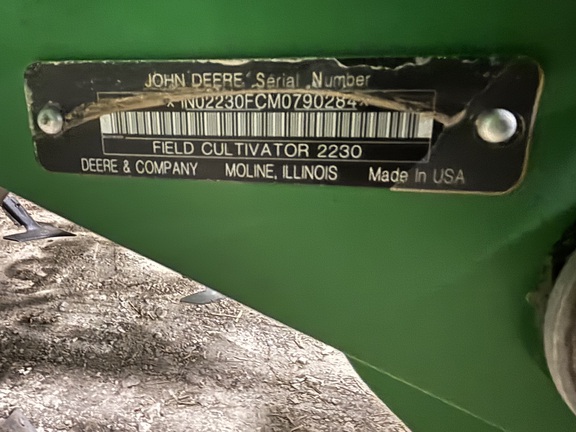 JOHN DEERE Serial Number
*1N02230FCM0790284*
FIELD CULTIVATOR 2230
DEERE & COMPANY MOLINE, ILLINOIS Made In USA